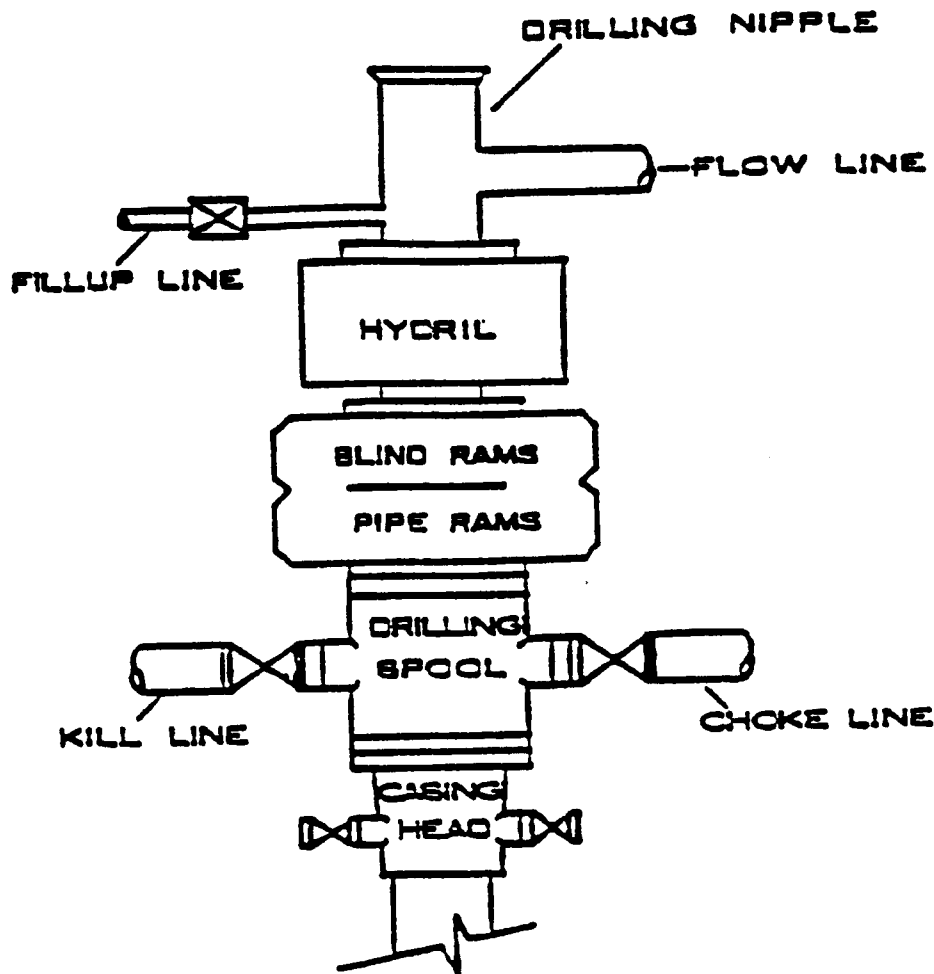 DRILLING NIPPLE
FLOW LINE
FILLUP LINE
HYDRIL
BLIND RAMS
PIPE RAMS
DRILLING
SPOOL
KILL LINE
CHOKE LINE
CASING
HEAD